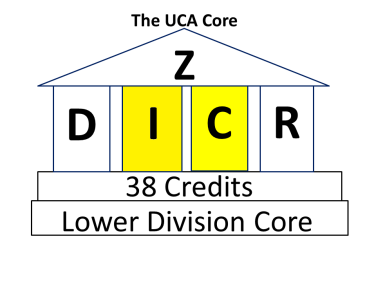 The UCA Core
Z
D I C R
38 Credits
Lower Division Core